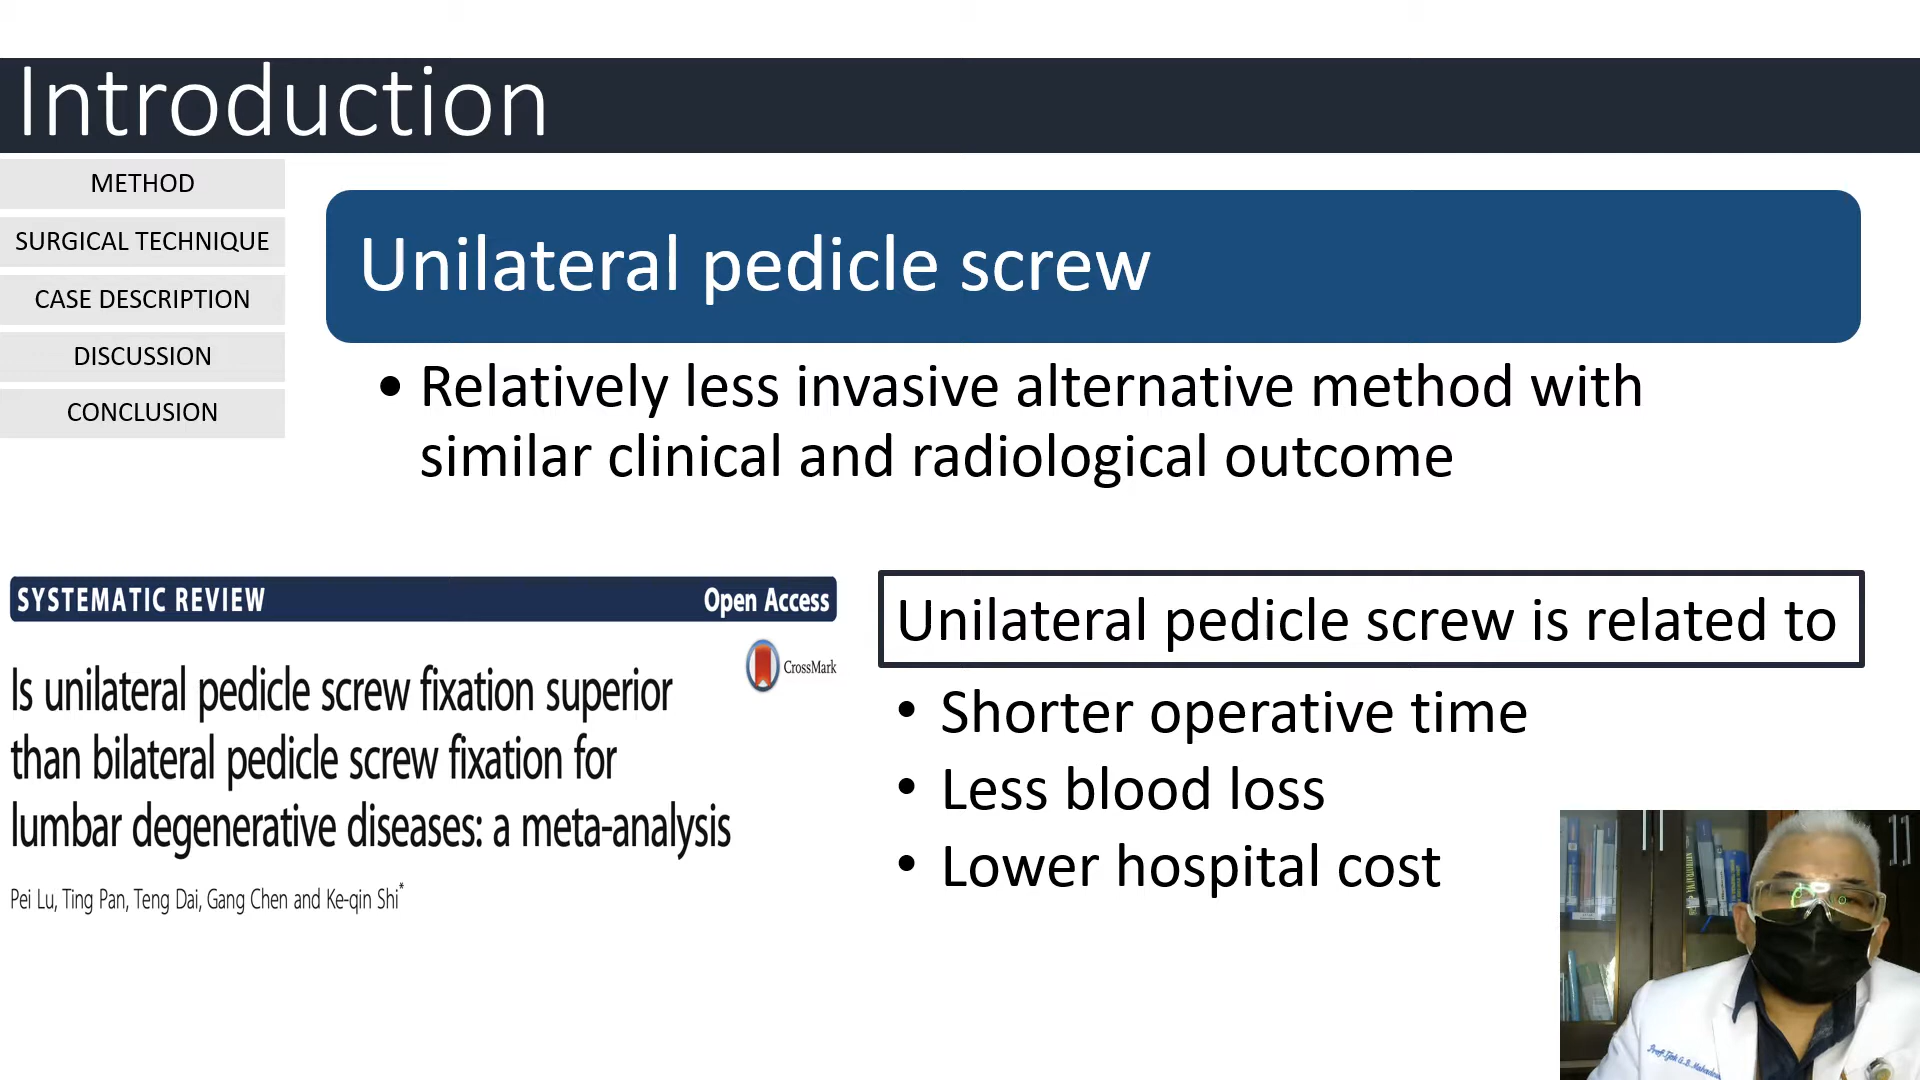 Introduction
METHOD
SURGICAL TECHNIQUE
CASE DESCRIPTION
DISCUSSION
CONCLUSION
Unilateral pedicle screw
• Relatively less invasive alternative method with
similar clinical and radiological outcome
SYSTEMATIC REVIEW Open Access
CrossMark
Is unilateral pedicle screw fixation superior
than bilateral pedicle screw fixation for
lumbar degenerative diseases: a meta-analysis
Pei Lu, Ting Pan, Teng Dai, Gang Chen and Ke-qin Shi*
Unilateral pedicle screw is related to
• Shorter operative time
• Less blood loss
• Lower hospital cost